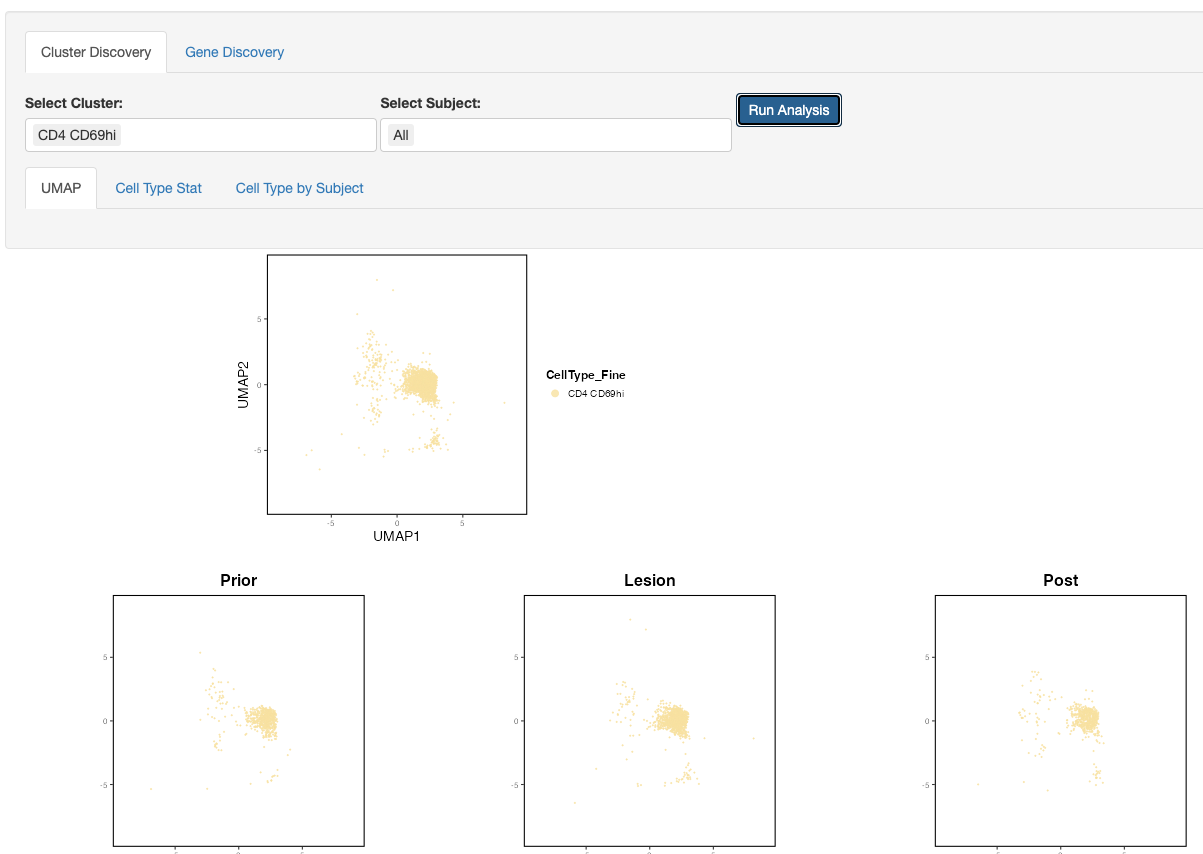 Cluster Discovery Gene Discovery
Select Cluster: Select Subject: Run Analysis
CD4 CD69hi All
UMAP Cell Type Stat Cell Type by Subject
UMAP2
5
0
-5
-5 0 5
UMAP1
CellType_Fine
CD4 CD69hi
Prior Lesion Post
5 5 5
0 0 0
-5 -5 -5